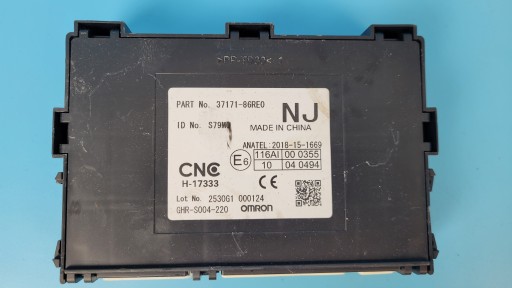 PART No. 37171-86RE0
NJ
ID No. S79
MADE IN CHINA
ANATEL: 2018-15-1669
CNC
H-17333
E6
116AI 00 0355
10 04 0494
CE
Lot No. 2530G1 000124
GHR-S004-220 OMRON